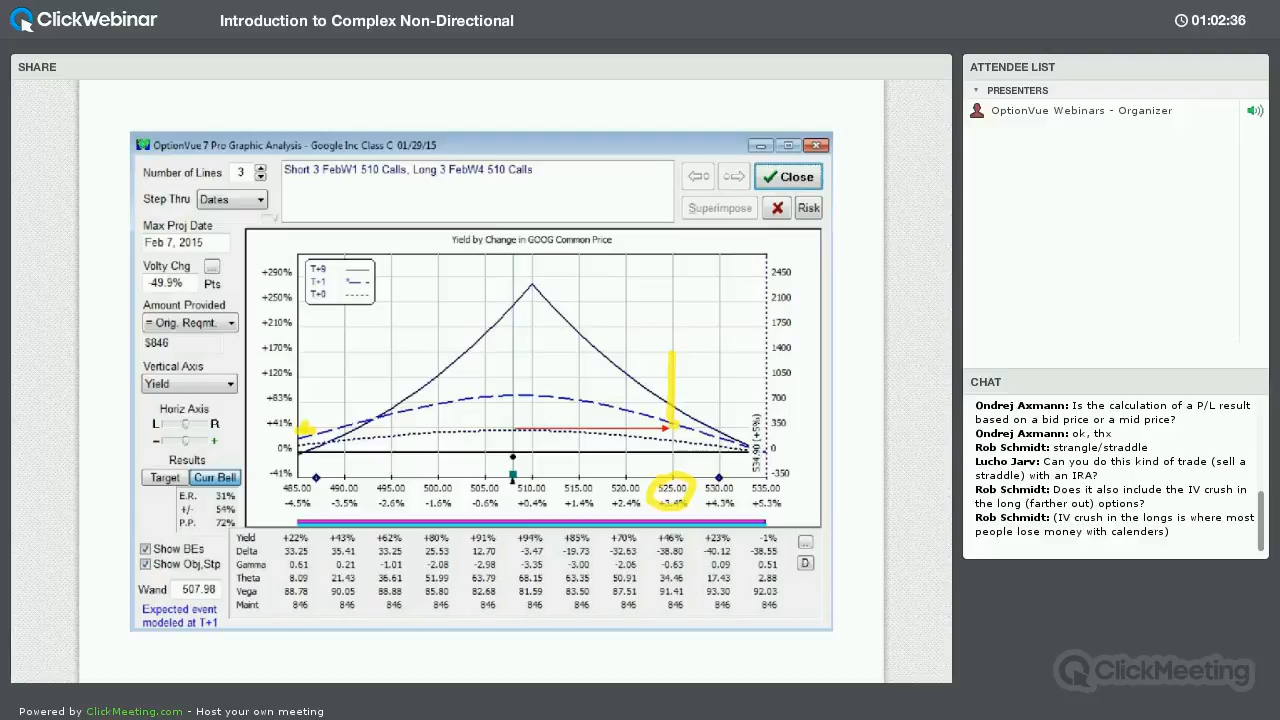 ClickWebinar
Introduction to Complex Non-Directional
01:02:36
SHARE
OptionVue 7 Pro Graphic Analysis - Google Inc Class C 01/29/15
Number of Lines 3
Short 3 FebW1 510 Calls, Long 3 FebW4 510 Calls
Close
Step Thru Dates
Superimpose
Risk
Max Proj Date
Feb 7, 2015
Volty Chg
-49.9% Pts
Amount Provided
= Orig. Reqmt.
$846
Vertical Axis
Yield
Horiz Axis
L R
- +
Results
Target Curr Bell
E.R. 31%
+/- 54%
P.P. 72%
Show BEs
Show Obj,Stp
Wand 507.98
Expected event
modeled at T+1
Yield by Change in GOOG Common Price
T+9
T+1
T+0
+290% 2450
+250% 2100
+210% 1750
+170% 1400
+120% 1050
+83% 700
+41% 350
0% 0
-41% -350
534.90 (+5%)
485.00 490.00 495.00 500.00 505.00 510.00 515.00 520.00 525.00 530.00 535.00
-4.5% -3.5% -2.6% -1.6% -0.6% +0.4% +1.4% +2.4% +3.4% +4.3% +5.3%
Yield +22% +43% +62% +80% +91% +94% +85% +70% +46% +23% -1%
Delta 33.25 35.41 33.25 25.53 12.70 -3.47 -19.73 -32.63 -38.80 -40.12 -38.55
Gamma 0.61 0.21 -1.01 -2.08 -2.98 -3.35 -3.00 -2.06 -0.63 0.09 0.51
Theta 8.09 21.43 36.61 51.99 63.79 68.15 63.35 50.91 34.46 17.43 2.88
Vega 88.78 90.05 88.88 85.80 82.68 81.59 83.50 87.51 91.41 93.30 92.03
Maint 846 846 846 846 846 846 846 846 846 846 846
...
D
ATTENDEE LIST
PRESENTERS
OptionVue Webinars - Organizer
CHAT
Ondrej Axmann: Is the calculation of a P/L result
based on a bid price or a mid price?
Ondrej Axmann: ok, thx
Rob Schmidt: strangle/straddle
Lucho Jarv: Can you do this kind of trade (sell a
straddle) with an IRA?
Rob Schmidt: Does it alst include the IV crush in
the long (farther out) options?
Rob Schmidt: (IV crush in the longs is where most
people lose money with calenders)
ClickMeeting
Powered by ClickMeeting.com - Host your own meeting